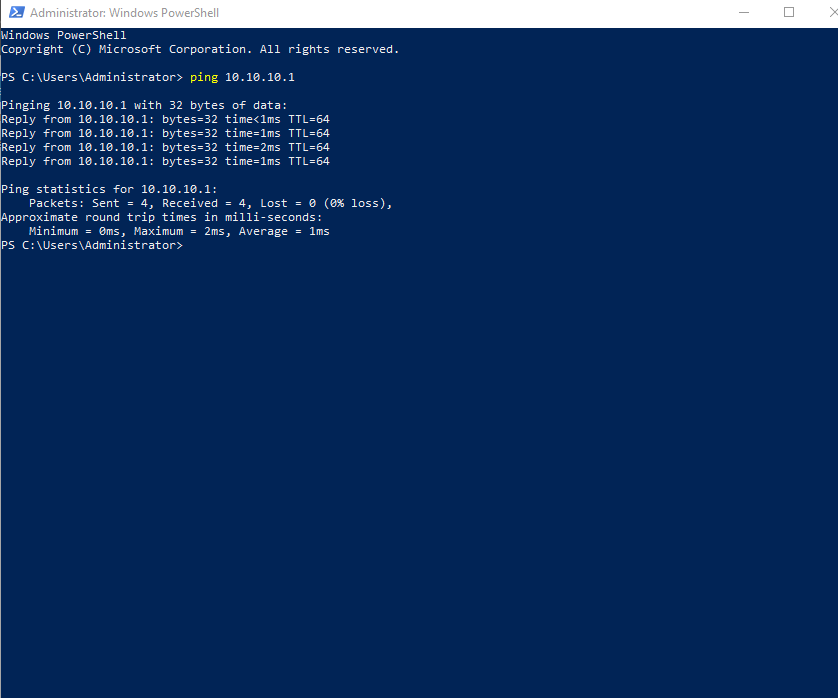 Administrator: Windows PowerShell
Windows PowerShell
Copyright (C) Microsoft Corporation. All rights reserved.
PS C:\Users\Administrator> ping 10.10.10.1
Pinging 10.10.10.1 with 32 bytes of data:
Reply from 10.10.10.1: bytes=32 time<1ms TTL=64
Reply from 10.10.10.1: bytes=32 time=1ms TTL=64
Reply from 10.10.10.1: bytes=32 time=2ms TTL=64
Reply from 10.10.10.1: bytes=32 time=1ms TTL=64
Ping statistics for 10.10.10.1:
    Packets: Sent = 4, Received = 4, Lost = 0 (0% loss),
Approximate round trip times in milli-seconds:
    Minimum = 0ms, Maximum = 2ms, Average = 1ms
PS C:\Users\Administrator>